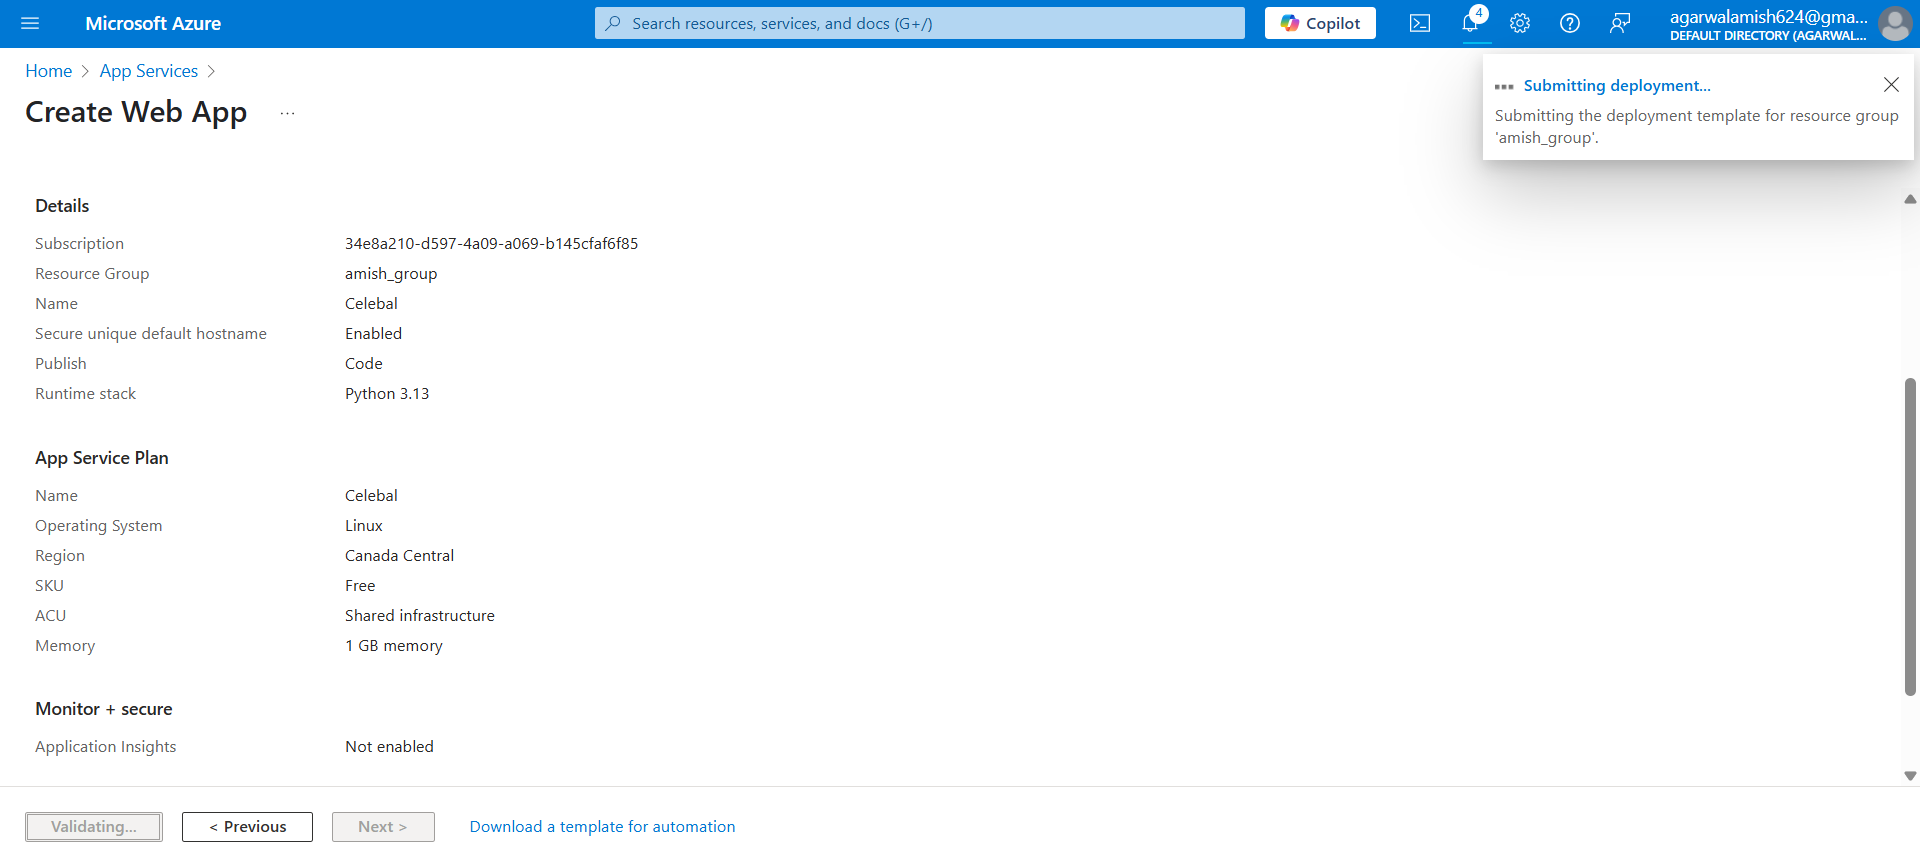 Microsoft Azure
Search resources, services, and docs (G+/)
Copilot
4
agarwalamish624@gma...
DEFAULT DIRECTORY (AGARWAL...
Home > App Services >
Create Web App ...
Submitting deployment...
Submitting the deployment template for resource group
'amish_group'.
Details
Subscription 34e8a210-d597-4a09-a069-b145cfaf6f85
Resource Group amish_group
Name Celebal
Secure unique default hostname Enabled
Publish Code
Runtime stack Python 3.13
App Service Plan
Name Celebal
Operating System Linux
Region Canada Central
SKU Free
ACU Shared infrastructure
Memory 1 GB memory
Monitor + secure
Application Insights Not enabled
Validating... < Previous Next > Download a template for automation